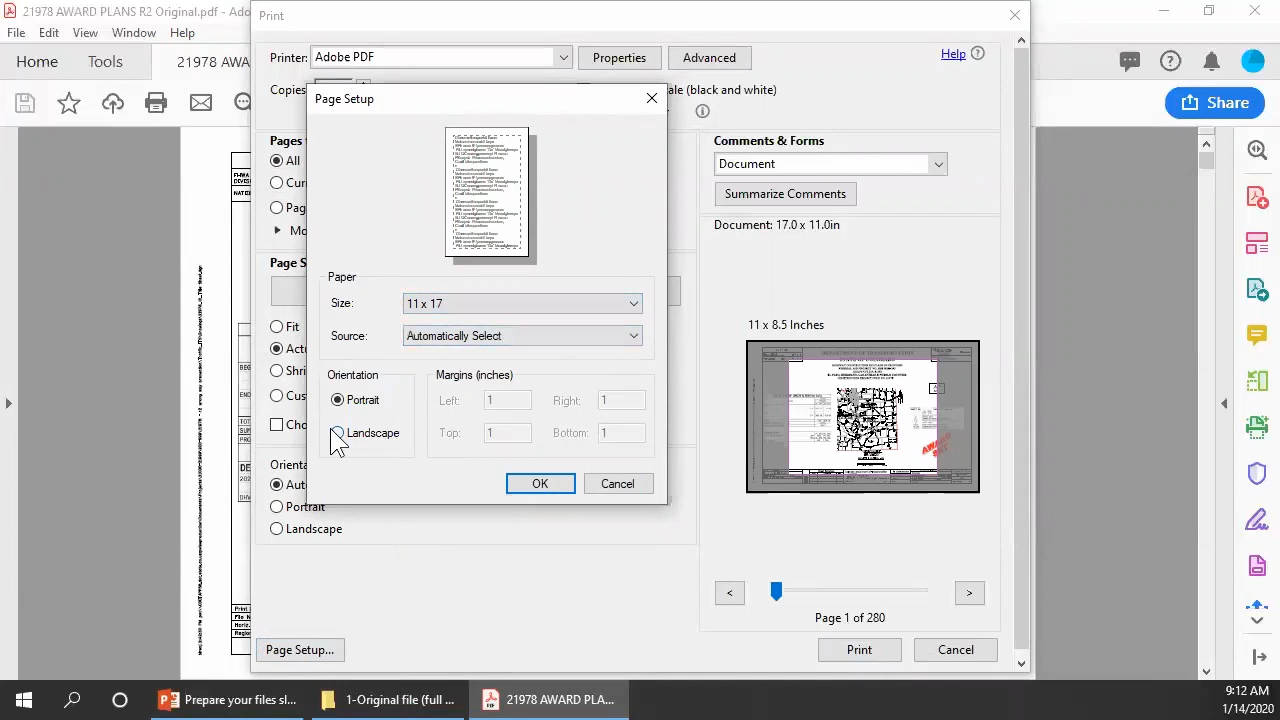 21978 AWARD PLANS R2 Original.pdf - Ado
Print
File Edit View Window Help
Home Tools 21978 AWA
Printer: Adobe PDF Properties Advanced Help
Copies ale (black and white)
Share
Page Setup
Pages
All
Curr
Pag
Mo
Comments & Forms
Document
Summarize Comments
Document: 17.0 x 11.0in
Page S
Paper
Size: 11 x 17
Source: Automatically Select
Fit
Actu
Shri
Cus
Cho
11 x 8.5 Inches
Orientation
Portrait
Landscape
Margins (inches)
Left: 1 Right: 1
Top: 1 Bottom: 1
OK Cancel
Orienta
Auto
Portrait
Landscape
< >
Page 1 of 280
Page Setup... Print Cancel
Prepare your files sl... 1-Original file (full ... 21978 AWARD PLA...
9:12 AM
1/14/2020